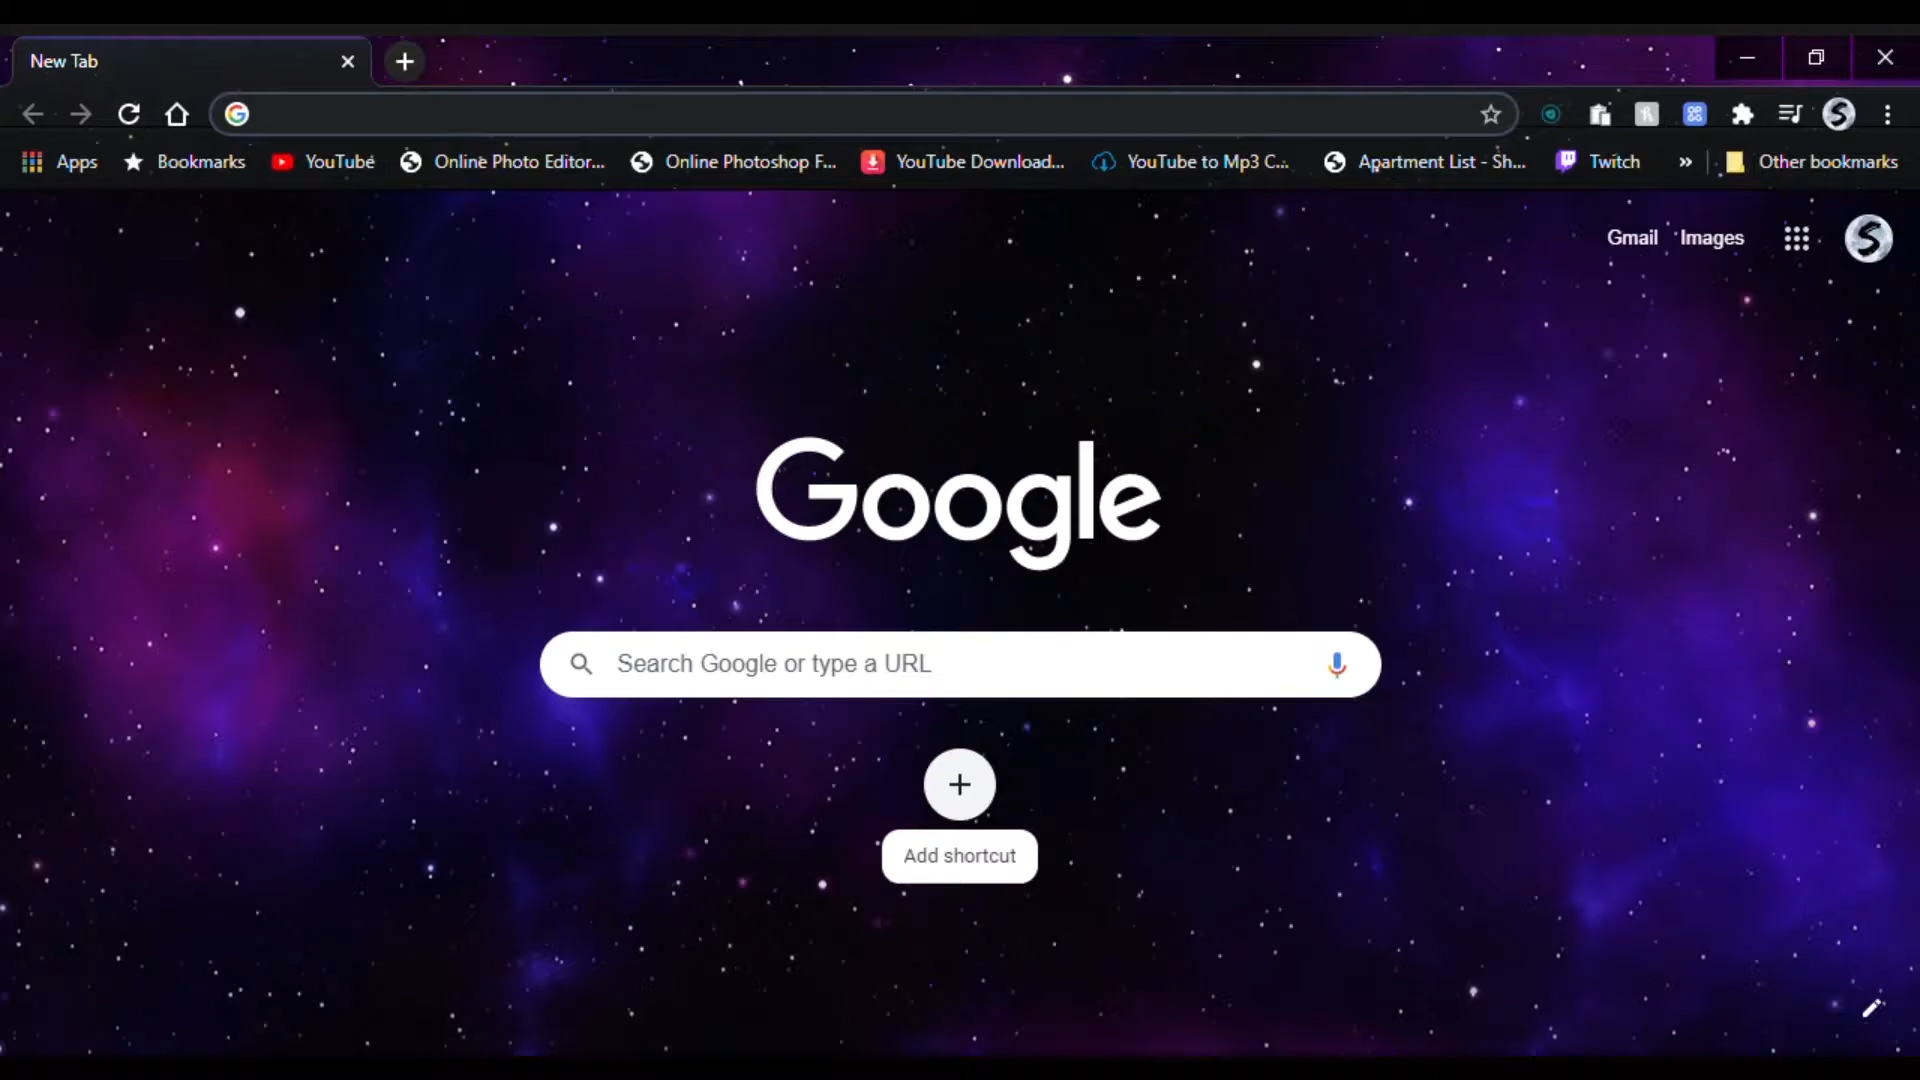 New Tab
Apps Bookmarks YouTube Online Photo Editor... Online Photoshop F... YouTube Download... YouTube to Mp3 C... Apartment List - Sh... Twitch » Other bookmarks
Gmail Images
Google
Search Google or type a URL
Add shortcut